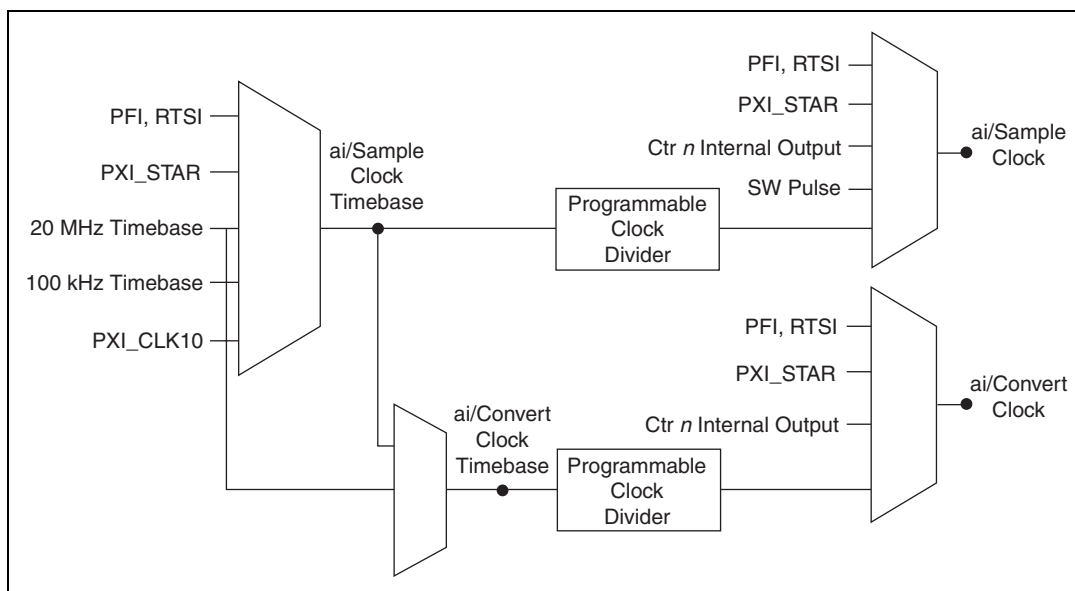 PFI, RTSI
PXI_STAR
20 MHz Timebase
100 kHz Timebase
PXI_CLK10
ai/Sample
Clock
Timebase
Programmable
Clock
Divider
PFI, RTSI
PXI_STAR
Ctr n Internal Output
SW Pulse
ai/Sample
Clock
ai/Convert
Clock
Timebase
Programmable
Clock
Divider
PFI, RTSI
PXI_STAR
Ctr n Internal Output
ai/Convert
Clock